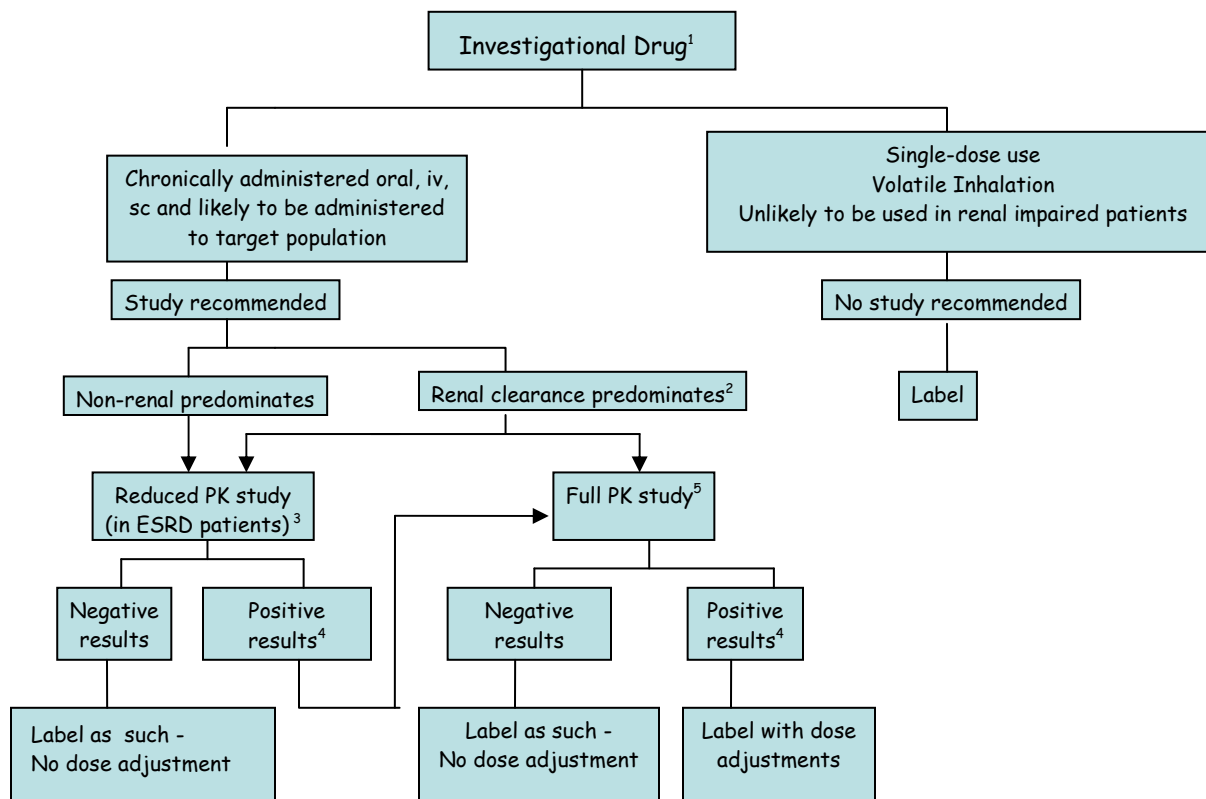 Investigational Drug¹
Chronically administered oral, iv,
sc and likely to be administered
to target population
Single-dose use
Volatile Inhalation
Unlikely to be used in renal impaired patients
Study recommended
No study recommended
Non-renal predominates
Renal clearance predominates²
Label
Reduced PK study
(in ESRD patients) ³
Full PK study⁵
Negative
results
Positive
results⁴
Negative
results
Positive
results⁴
Label as such -
No dose adjustment
Label as such -
No dose adjustment
Label with dose
adjustments